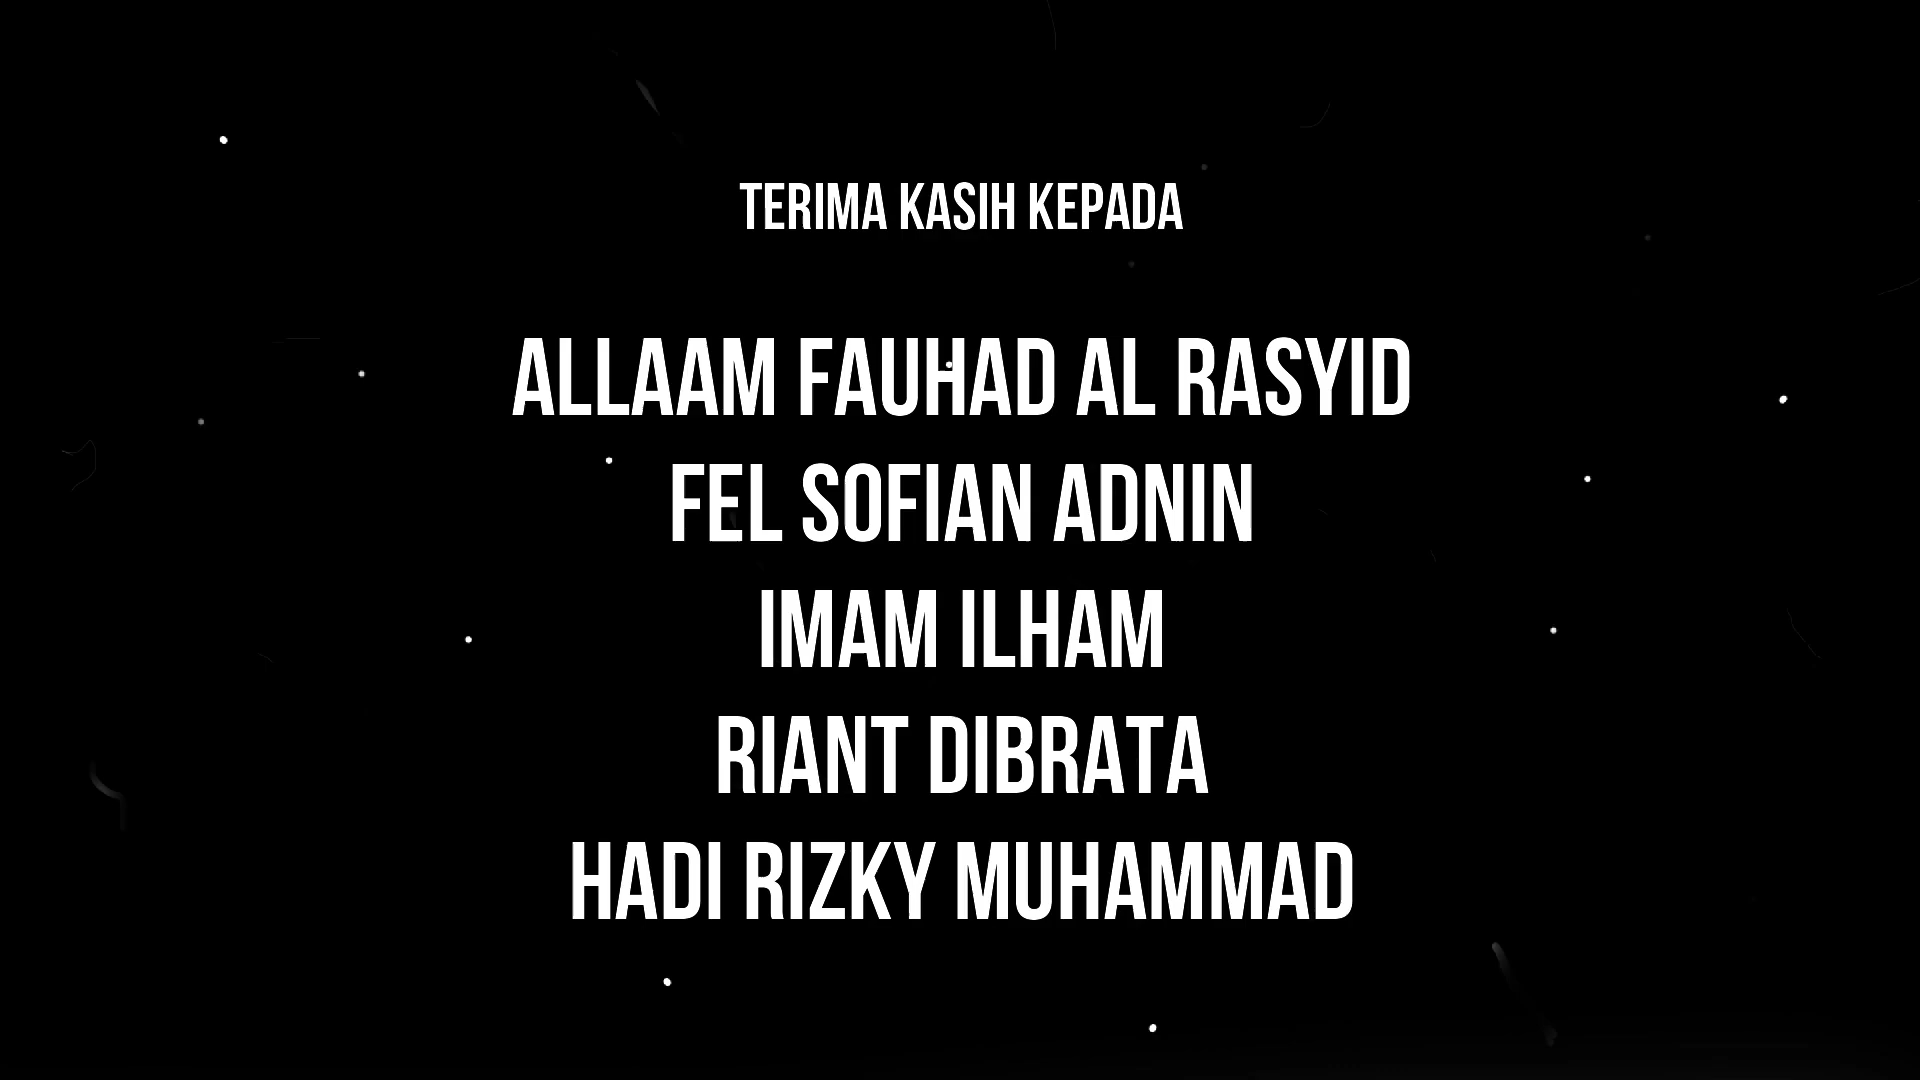 TERIMA KASIH KEPADA
ALLAAM FAUHAD AL RASYID
FEL SOFIAN ADNIN
IMAM ILHAM
RIANT DIBRATA
HADI RIZKY MUHAMMAD